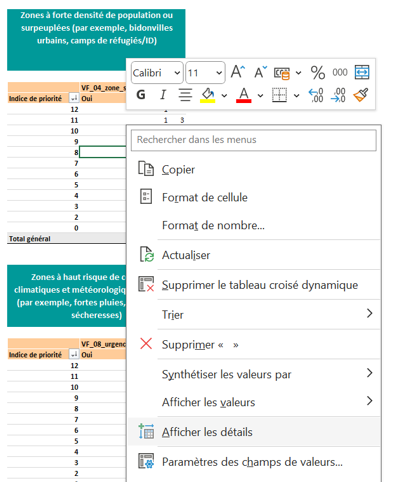 Zones à forte densité de population ou
surpeuplées (par exemple, bidonvilles
urbains, camps de réfugiés/ID)
Calibri 11 A A % 000
G I A ,00 ,00
VF_04_zone_s
Indice de priorité Oui
12 1
11 1 3
10
9
8
7
6
5
4
3
2
0
Total général
Rechercher dans les menus
Copier
Format de cellule
Format de nombre...
Actualiser
Supprimer le tableau croisé dynamique
Trier
Supprimer « »
Synthétiser les valeurs par
Afficher les valeurs
Afficher les détails
Paramètres des champs de valeurs...
Zones à haut risque de c
climatiques et météorologiq
(par exemple, fortes pluies,
sécheresses)
VF_08_urgenc
Indice de priorité Oui
12
11
10
9
8
7
6
5
4
3